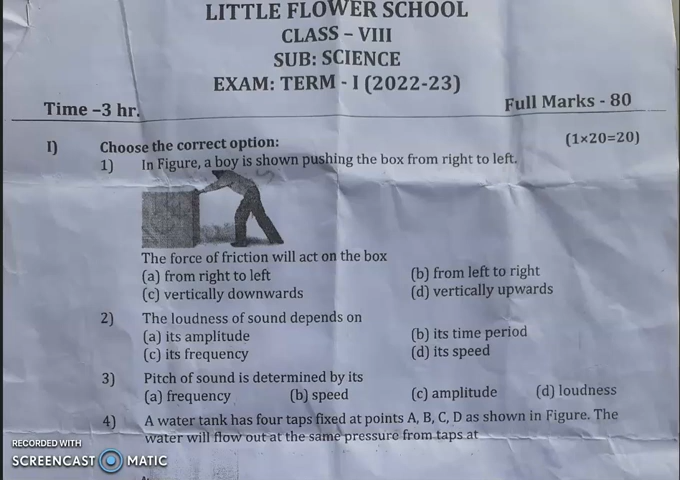 LITTLE FLOWER SCHOOL
CLASS – VIII
SUB: SCIENCE
EXAM: TERM - I (2022-23)
Time –3 hr. Full Marks - 80
I) Choose the correct option: (1×20=20)
1) In Figure, a boy is shown pushing the box from right to left.
The force of friction will act on the box
(a) from right to left (b) from left to right
(c) vertically downwards (d) vertically upwards
2) The loudness of sound depends on
(a) its amplitude (b) its time period
(c) its frequency (d) its speed
3) Pitch of sound is determined by its
(a) frequency (b) speed (c) amplitude (d) loudness
4) A water tank has four taps fixed at points A, B, C, D as shown in Figure. The
water will flow out at the same pressure from taps at
RECORDED WITH
SCREENCAST MATIC